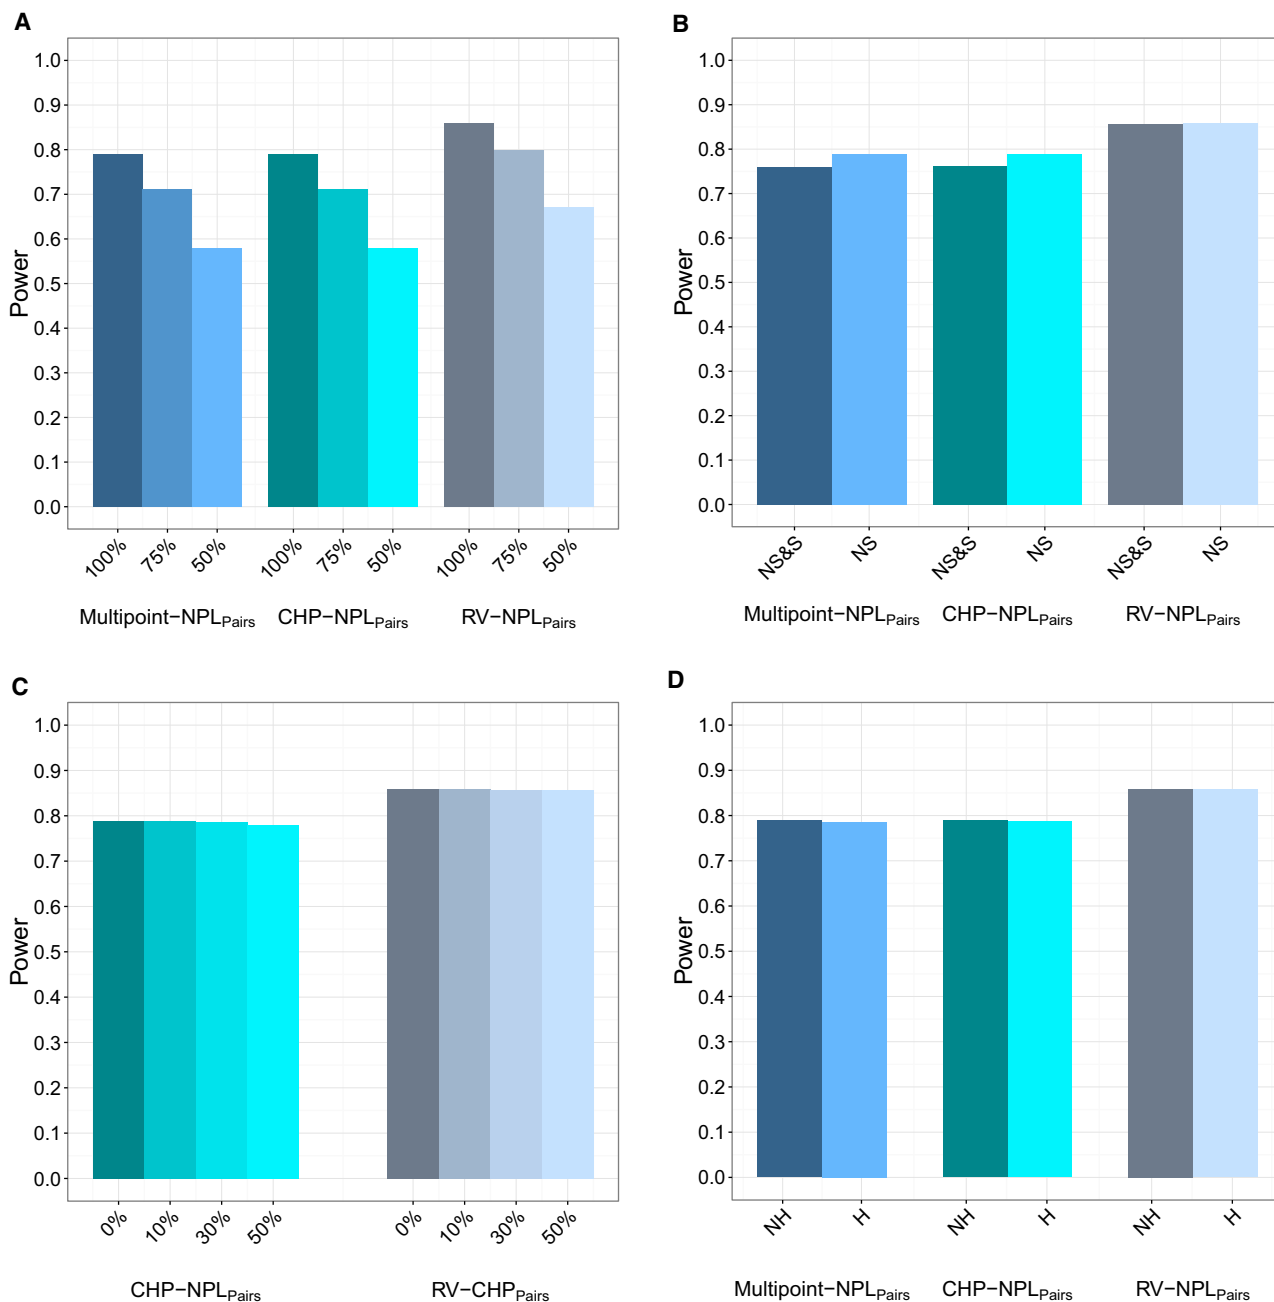 A
1.0
0.9
0.8
0.7
0.6
0.5
0.4
0.3
0.2
0.1
0.0
Power
100% 75% 50% 100% 75% 50% 100% 75% 50%
Multipoint−NPLPairs CHP−NPLPairs RV−NPLPairs
B
1.0
0.9
0.8
0.7
0.6
0.5
0.4
0.3
0.2
0.1
0.0
Power
NS&S NS NS&S NS NS&S NS
Multipoint−NPLPairs CHP−NPLPairs RV−NPLPairs
C
1.0
0.9
0.8
0.7
0.6
0.5
0.4
0.3
0.2
0.1
0.0
Power
0% 10% 30% 50% 0% 10% 30% 50%
CHP−NPLPairs RV−CHPPairs
D
1.0
0.9
0.8
0.7
0.6
0.5
0.4
0.3
0.2
0.1
0.0
Power
NH H NH H NH H
Multipoint−NPLPairs CHP−NPLPairs RV−NPLPairs